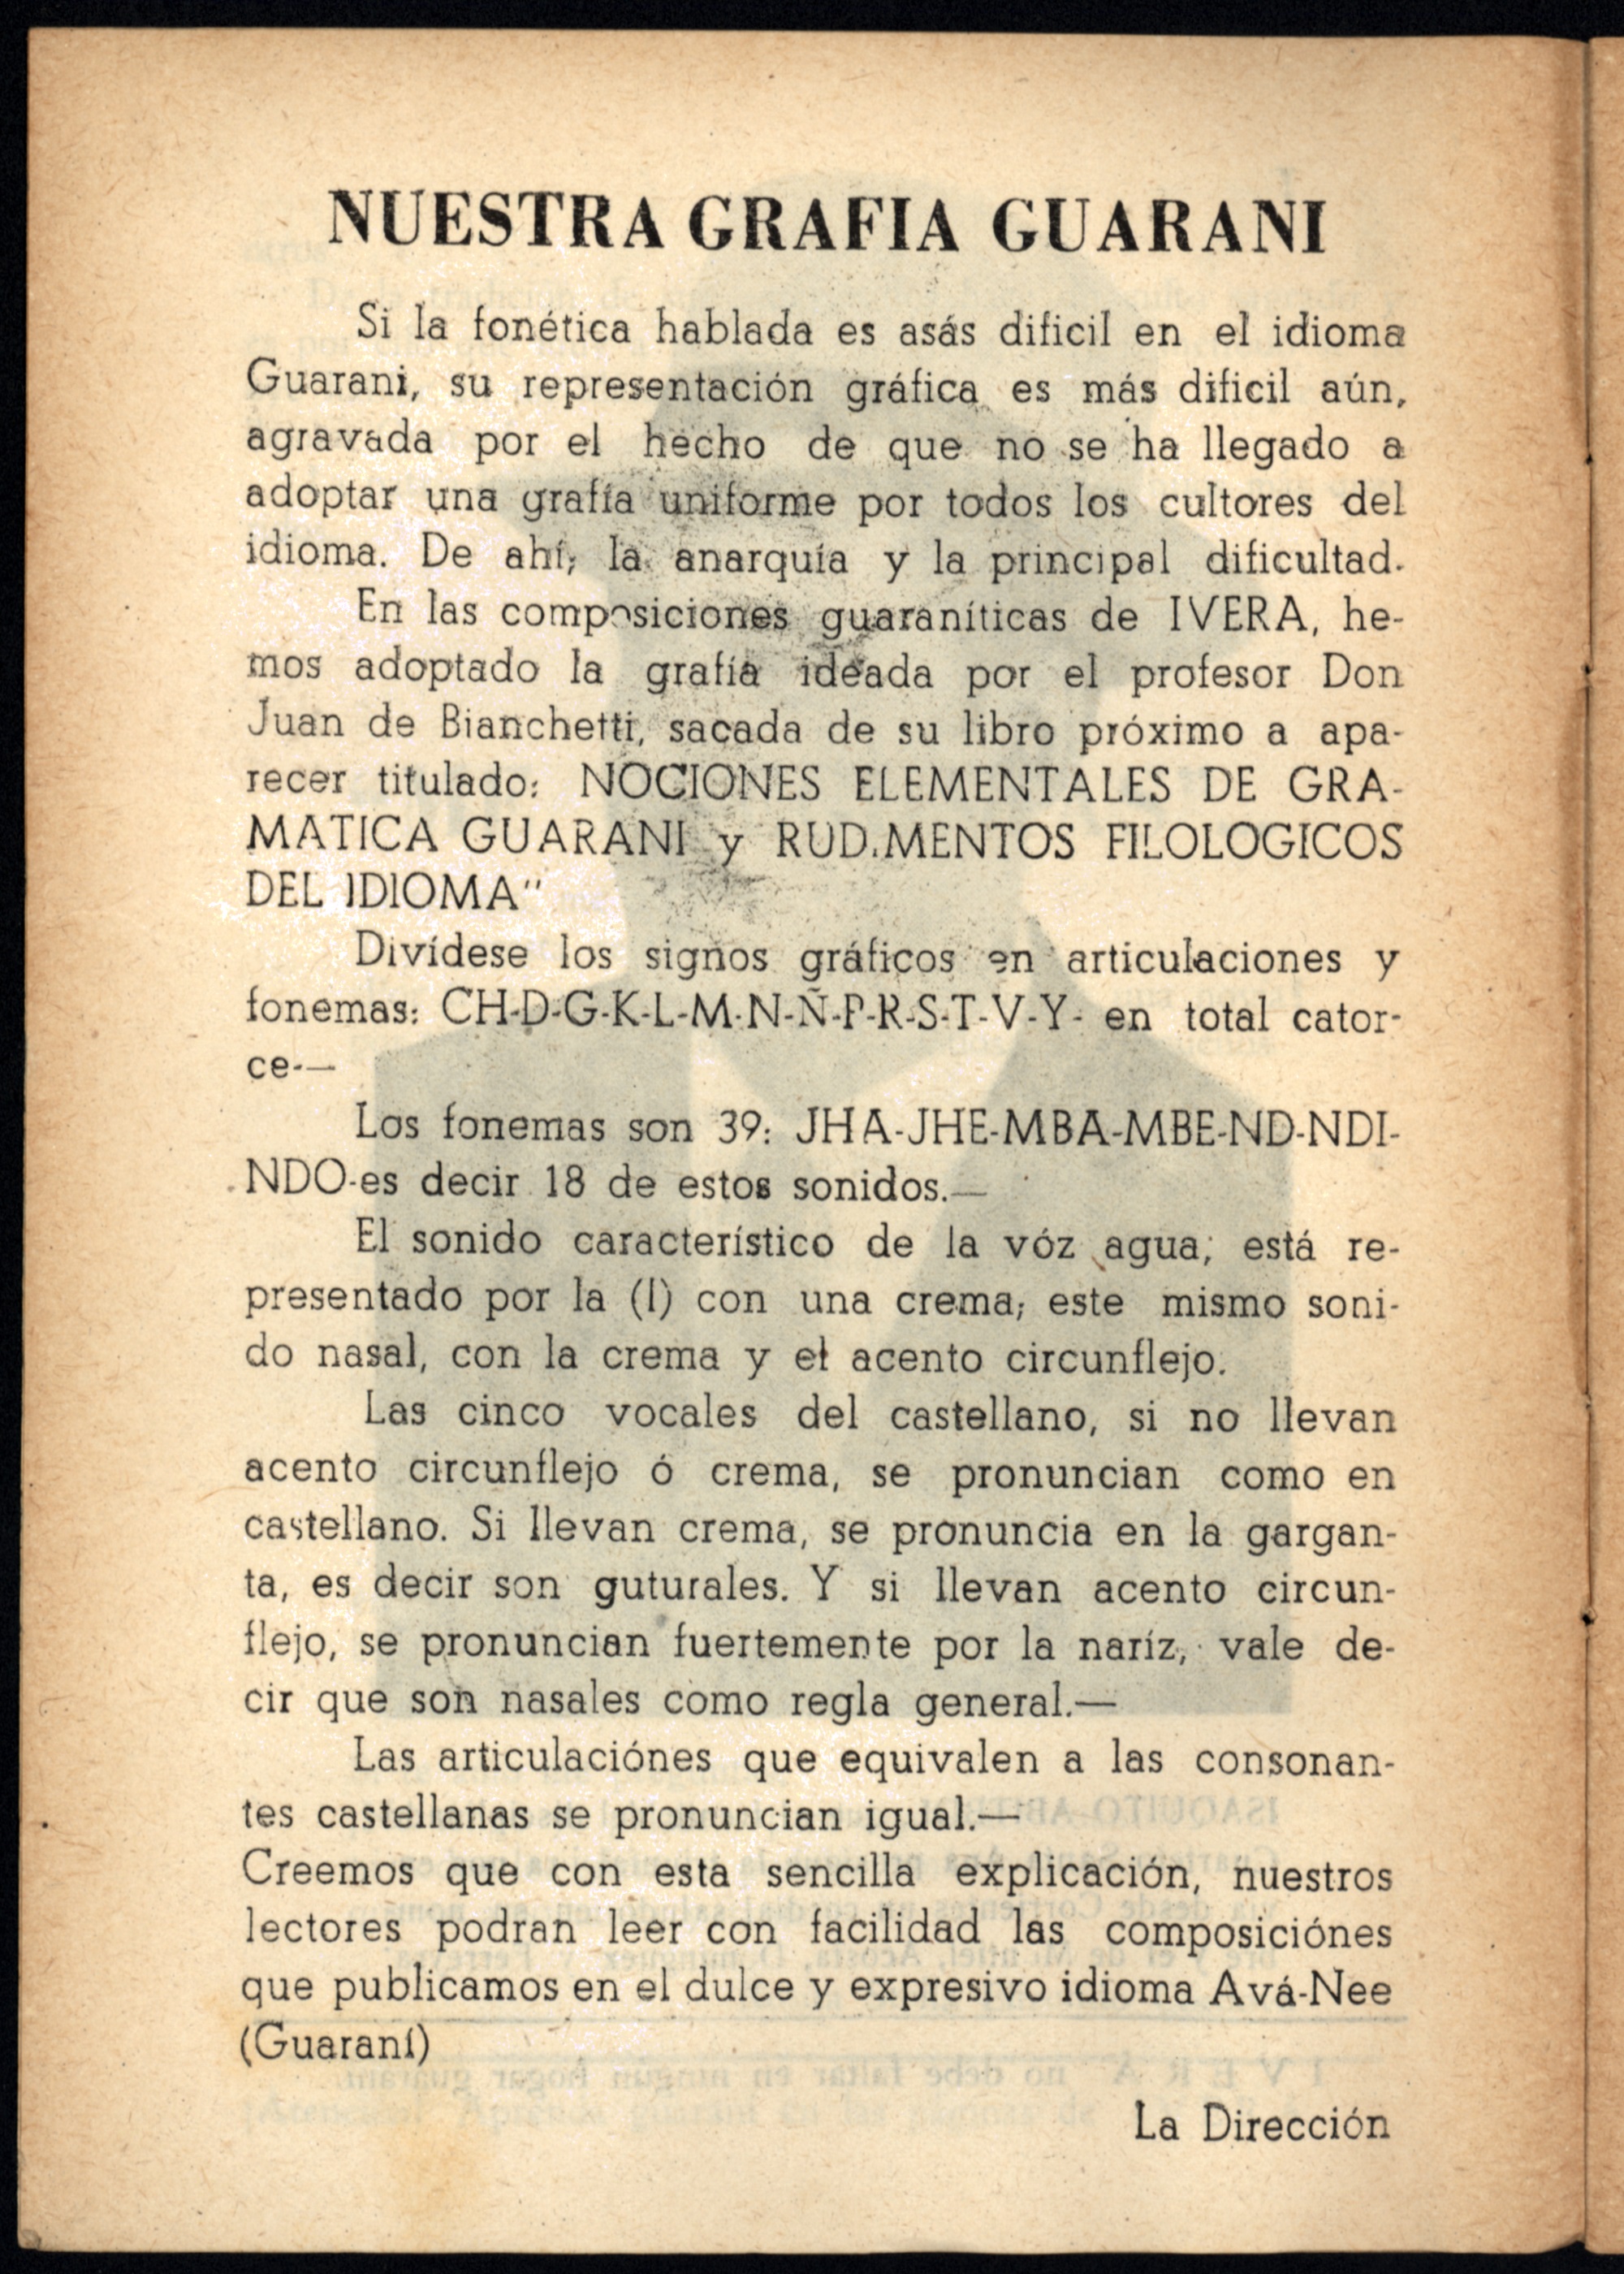 NUESTRA GRAFIA GUARANI
Si la fonética hablada es asás dificil en el idioma
Guarani, su representación gráfica es más dificil aún,
agravada por el hecho de que no se ha llegado a
adoptar una grafía uniforme por todos los cultores del
idioma. De ahí, la anarquía y la principal dificultad.
En las composiciones guaraníticas de IVERA, he-
mos adoptado la grafía ideada por el profesor Don
Juan de Bianchetti, sacada de su libro próximo a apa-
recer titulado: NOCIONES ELEMENTALES DE GRA-
MATICA GUARANI y RUD.MENTOS FILOLOGICOS
DEL IDIOMA"
Divídese los signos gráficos en articulaciones y
fonemas: CH-D-G-K-L-M-N-Ñ-P-R-S-T-V-Y- en total cator-
ce.—
Los fonemas son 39: JHA-JHE-MBA-MBE-ND-NDI-
NDO-es decir 18 de estos sonidos.—
El sonido característico de la vóz agua, está re-
presentado por la (I) con una crema, este mismo soni-
do nasal, con la crema y el acento circunflejo.
Las cinco vocales del castellano, si no llevan
acento circunflejo ó crema, se pronuncian como en
castellano. Si llevan crema, se pronuncia en la gargan-
ta, es decir son guturales. Y si llevan acento circun-
flejo, se pronuncian fuertemente por la naríz, vale de-
cir que son nasales como regla general.—
Las articulaciónes que equivalen a las consonan-
tes castellanas se pronuncian igual.—
Creemos que con esta sencilla explicación, nuestros
lectores podran leer con facilidad las composiciónes
que publicamos en el dulce y expresivo idioma Avá-Nee
(Guaraní)
La Dirección